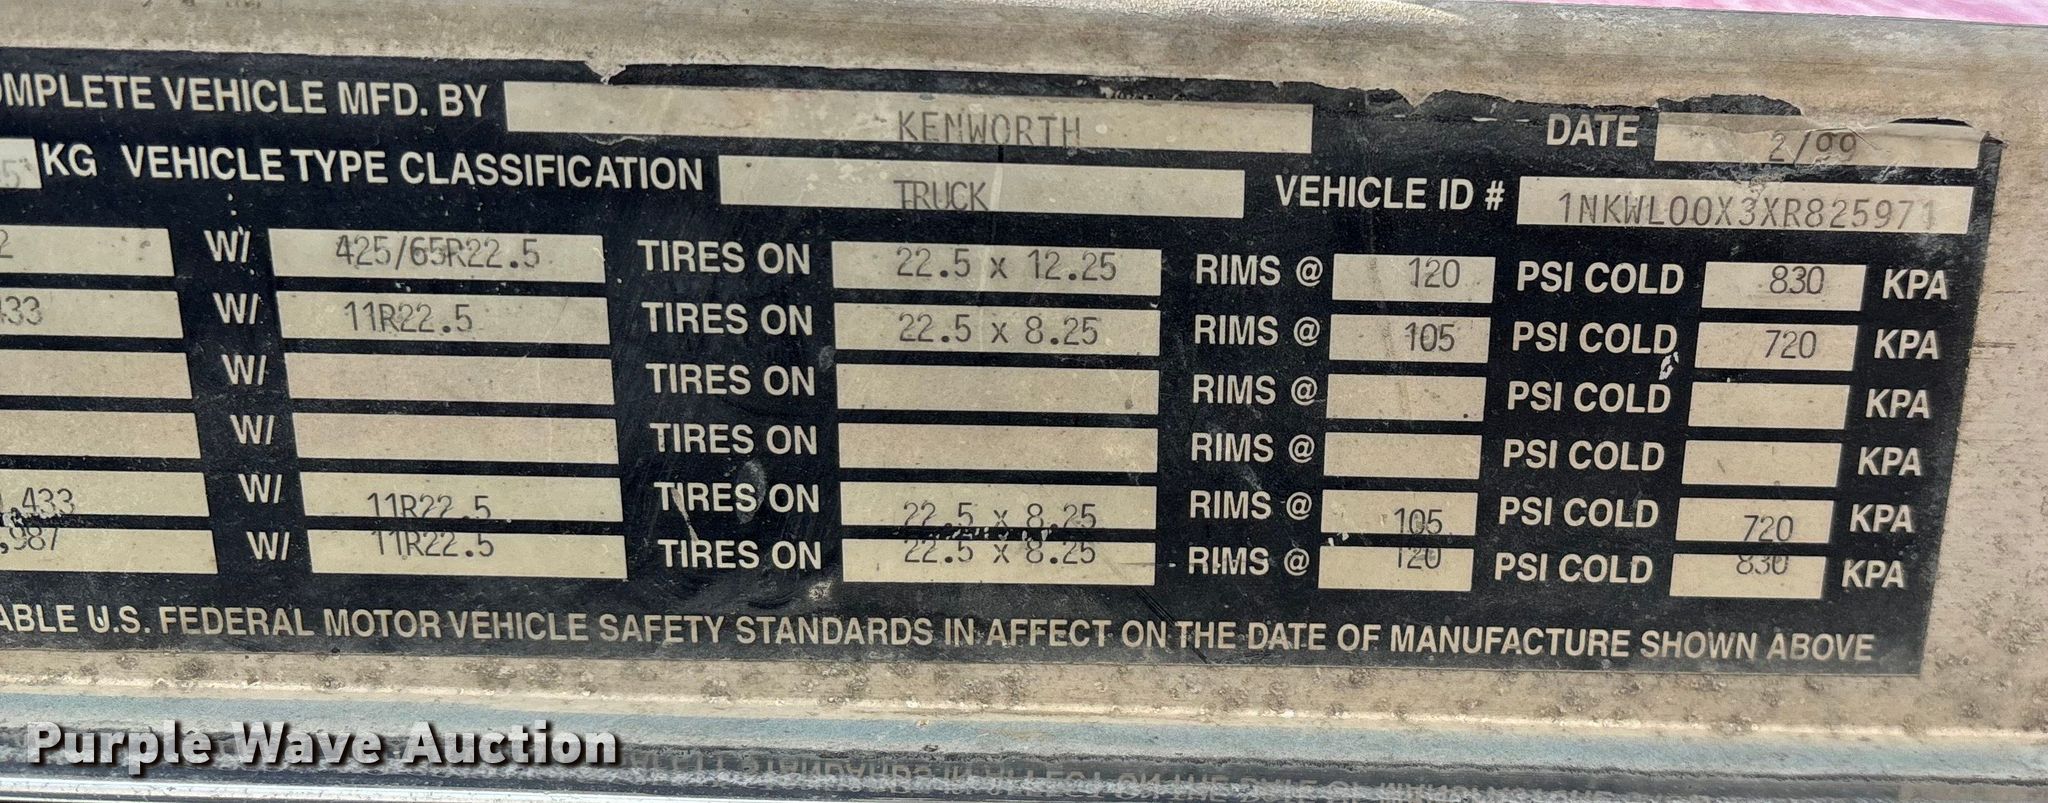 OMPLETE VEHICLE MFD. BY KENWORTH DATE 2/99
5 KG VEHICLE TYPE CLASSIFICATION TRUCK VEHICLE ID # 1NKWL00X3XR825971
2 W/ 425/65R22.5 TIRES ON 22.5 x 12.25 RIMS @ 120 PSI COLD 830 KPA
433 W/ 11R22.5 TIRES ON 22.5 x 8.25 RIMS @ 105 PSI COLD 720 KPA
W/ TIRES ON RIMS @ PSI COLD KPA
W/ TIRES ON RIMS @ PSI COLD KPA
,433 W/ 11R22.5 TIRES ON 22.5 x 8.25 RIMS @ 105 PSI COLD 720 KPA
,987 W/ 11R22.5 TIRES ON 22.5 x 8.25 RIMS @ 120 PSI COLD 830 KPA
ABLE U.S. FEDERAL MOTOR VEHICLE SAFETY STANDARDS IN AFFECT ON THE DATE OF MANUFACTURE SHOWN ABOVE
Purple Wave Auction